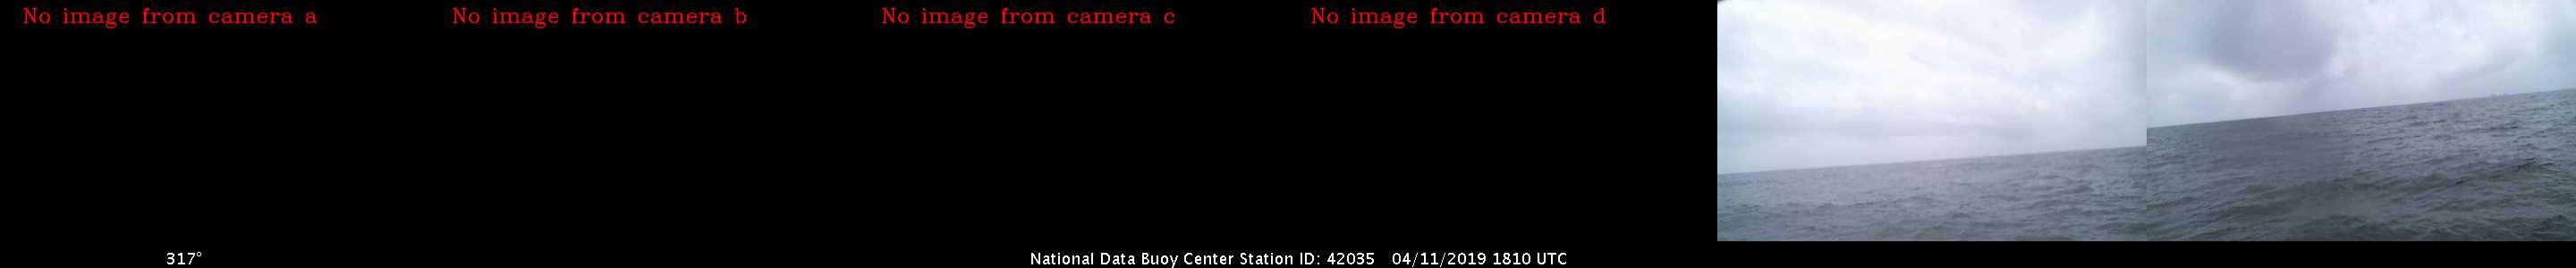 No image from camera a
No image from camera b
No image from camera c
No image from camera d
317°
National Data Buoy Center Station ID: 42035 04/11/2019 1810 UTC